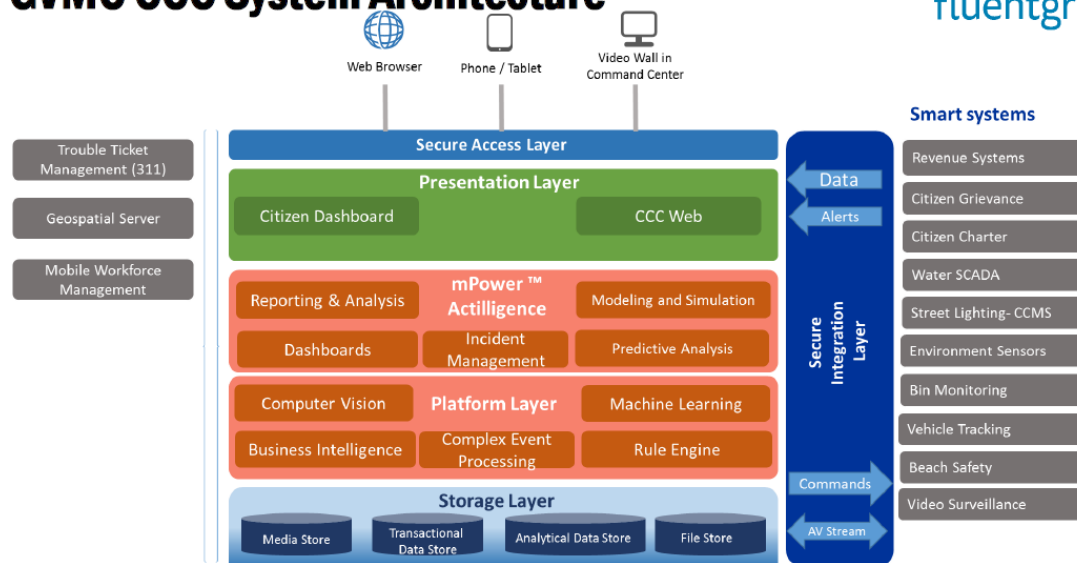 System Architecture
fluentgr
Web Browser
Phone / Tablet
Video Wall in
Command Center
Smart systems
Trouble Ticket
Management (311)
Geospatial Server
Mobile Workforce
Management
Secure Access Layer
Presentation Layer
Citizen Dashboard
CCC Web
mPower ™
Actilligence
Reporting & Analysis
Modeling and Simulation
Dashboards
Incident
Management
Predictive Analysis
Computer Vision
Platform Layer
Machine Learning
Business Intelligence
Complex Event
Processing
Rule Engine
Storage Layer
Media Store
Transactional
Data Store
Analytical Data Store
File Store
Data
Alerts
Secure
Integration
Layer
Commands
AV Stream
Revenue Systems
Citizen Grievance
Citizen Charter
Water SCADA
Street Lighting- CCMS
Environment Sensors
Bin Monitoring
Vehicle Tracking
Beach Safety
Video Surveillance